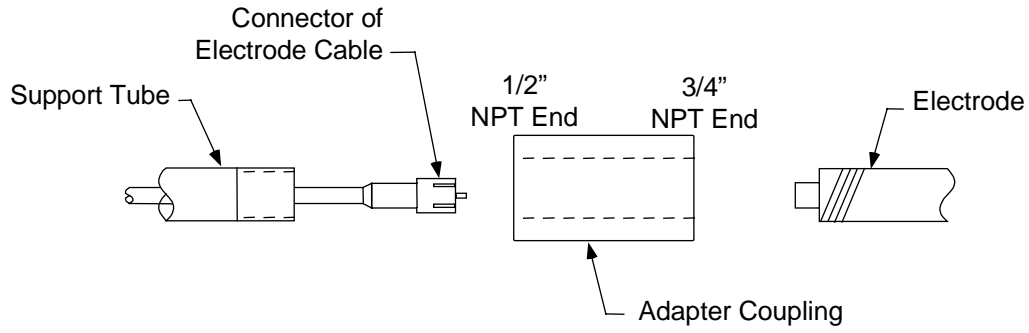 Connector of
Electrode Cable
Support Tube
1/2”
NPT End
3/4”
NPT End
Electrode
Adapter Coupling